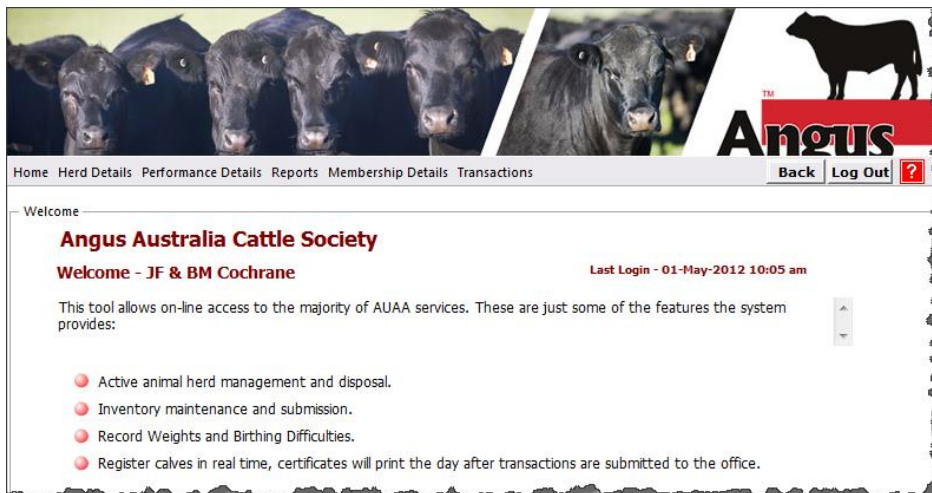 TM
Angus
Home Herd Details Performance Details Reports Membership Details Transactions
Back Log Out ?
Welcome
Angus Australia Cattle Society
Welcome - JF & BM Cochrane
Last Login - 01-May-2012 10:05 am
This tool allows on-line access to the majority of AUAA services. These are just some of the features the system
provides:
Active animal herd management and disposal.
Inventory maintenance and submission.
Record Weights and Birthing Difficulties.
Register calves in real time, certificates will print the day after transactions are submitted to the office.